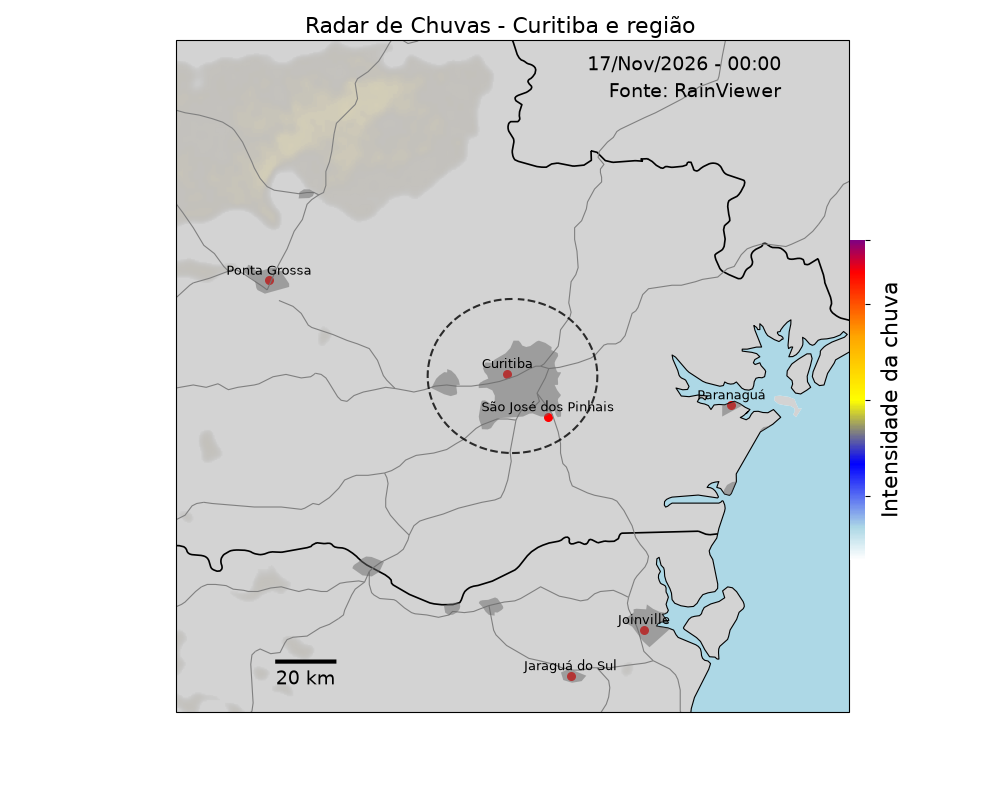 Radar de Chuvas - Curitiba e região
17/Nov/2026 - 00:00
Fonte: RainViewer
Ponta Grossa
Curitiba
São José dos Pinhais
Paranaguá
Intensidade da chuva
Joinville
Jaraguá do Sul
20 km